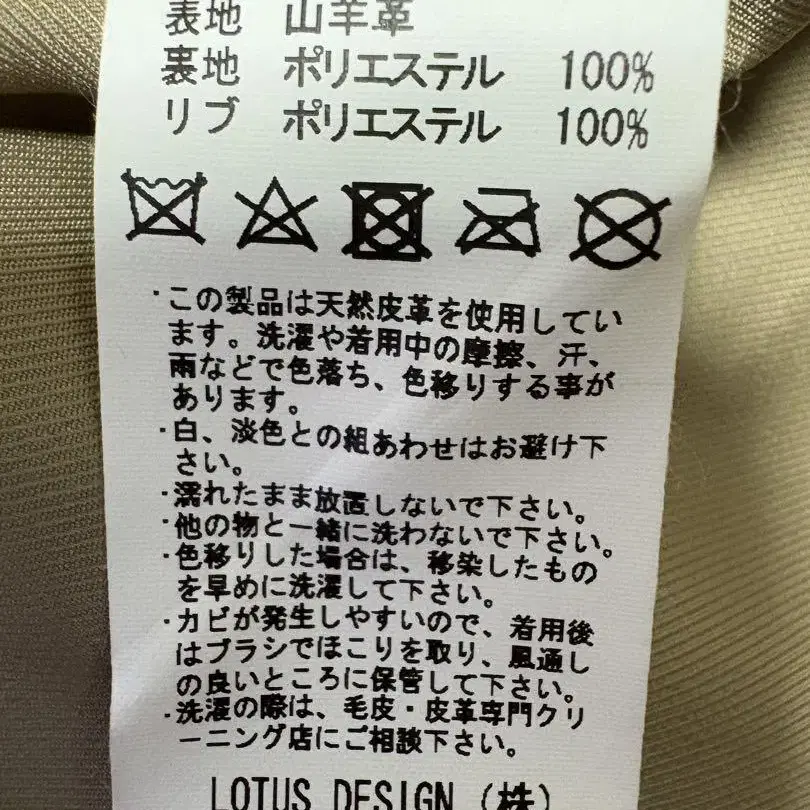 表地 山羊革
裏地 ポリエステル 100%
リブ ポリエステル 100%
・この製品は天然皮革を使用してい
ます。洗濯や着用中の摩擦、汗、
雨などで色落ち、色移りする事が
あります。
・白、淡色との組あわせはお避け下
さい。
・濡れたまま放置しないで下さい。
・他の物と一緒に洗わないで下さい。
・色移りした場合は、移染したもの
を早めに洗濯して下さい。
・カビが発生しやすいので、着用後
はブラシでほこりを取り、風通し
の良いところに保管して下さい。
・洗濯の際は、毛皮・皮革専門クリ
ーニング店にご相談下さい。
LOTUS DESIGN (株)